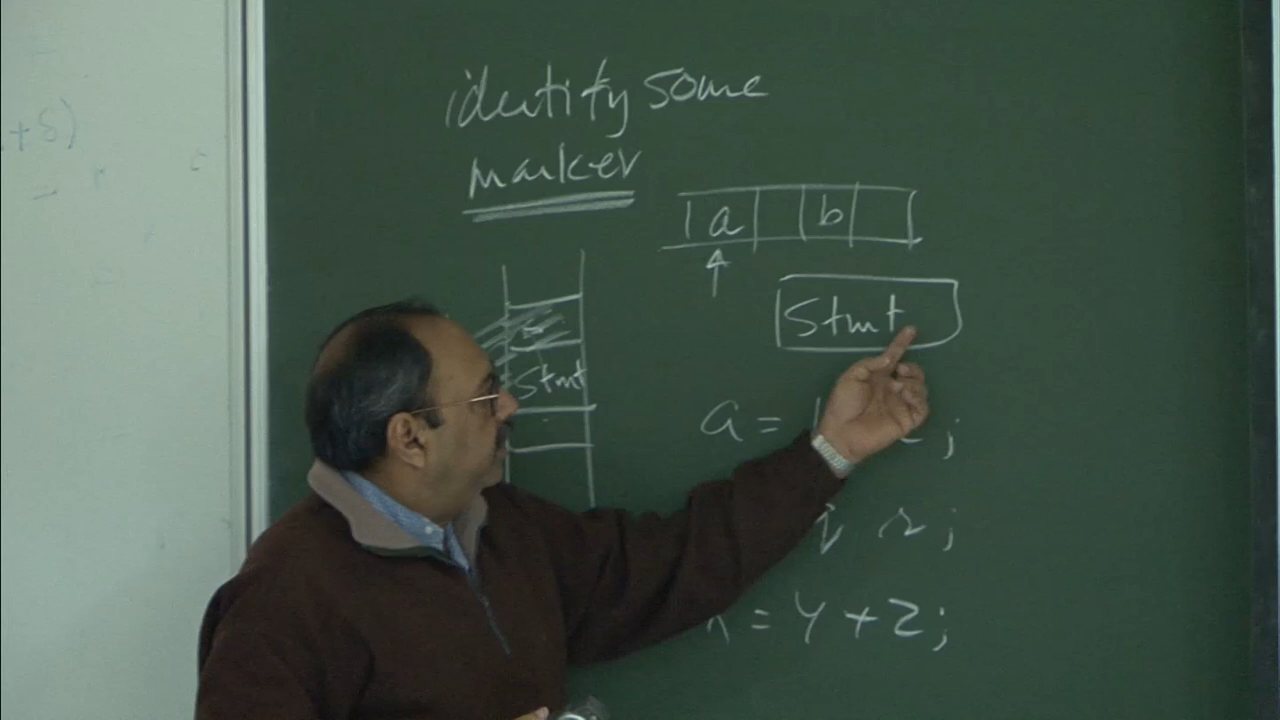 + δ)
identify some
marker
a b
Stmt
Stmt
a = ;
q r ;
= y + z ;